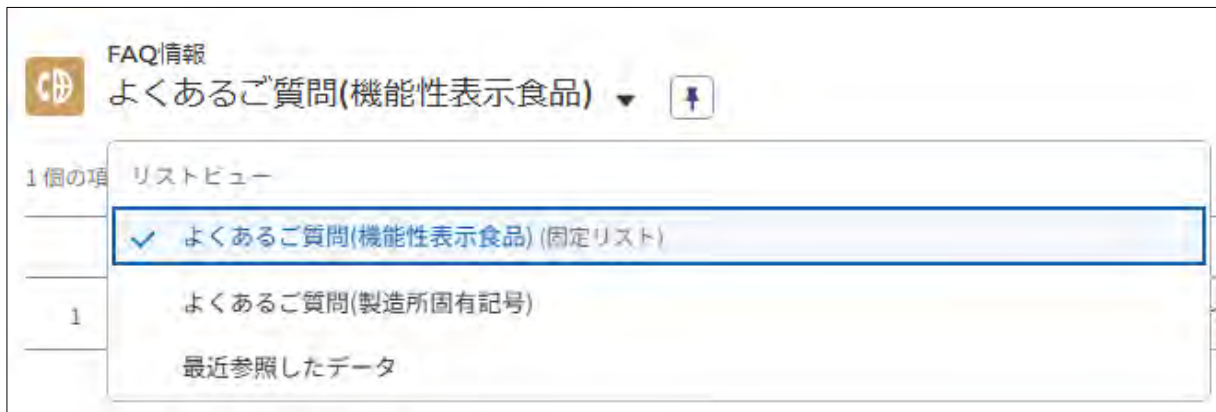 FAQ情報
よくあるご質問(機能性表示食品)
1個の項
リストビュー
よくあるご質問(機能性表示食品) (固定リスト)
よくあるご質問(製造所固有記号)
1
最近参照したデータ